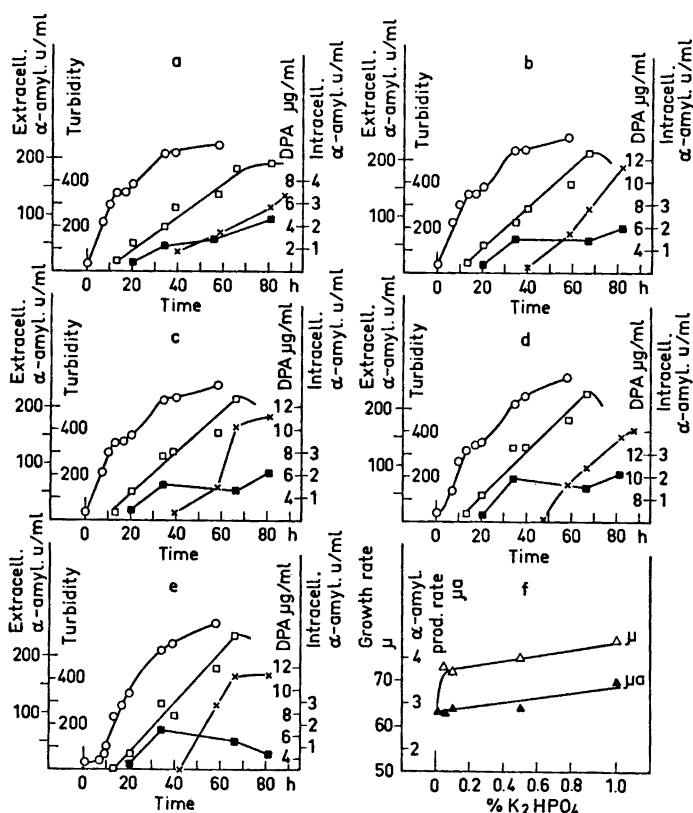 Extracell. α-amyl. u/ml
Turbidity
a
DPA µg/ml
Intracell. α-amyl. u/ml
200
400
100
200
8 4
6 3
4 2
2 1
0 20 40 60 80 h
Time
Extracell. α-amyl. u/ml
Turbidity
b
DPA µg/ml
Intracell. α-amyl. u/ml
200
400
100
200
12
10
8 3
6 2
4 1
0 20 40 60 80 h
Time
Extracell. α-amyl. u/ml
Turbidity
c
DPA µg/ml
Intracell. α-amyl. u/ml
200
400
100
200
12
10
8 3
6 2
4 1
0 20 40 60 80 h
Time
Extracell. α-amyl. u/ml
Turbidity
d
DPA µg/ml
Intracell. α-amyl. u/ml
200
400
100
200
12 3
10 2
8 1
0 20 40 60 80 h
Time
Extracell. α-amyl. u/ml
Turbidity
e
DPA µg/ml
Intracell. α-amyl. u/ml
400
100
200
12
10
8 3
6 2
4 1
0 20 40 60 80 h
Time
Growth rate µ
α-amyl. prod. rate µa
f
4
70
3
60
2
50
µ
µa
0 0.2 0.4 0.6 0.8 1.0
% K₂HPO₄